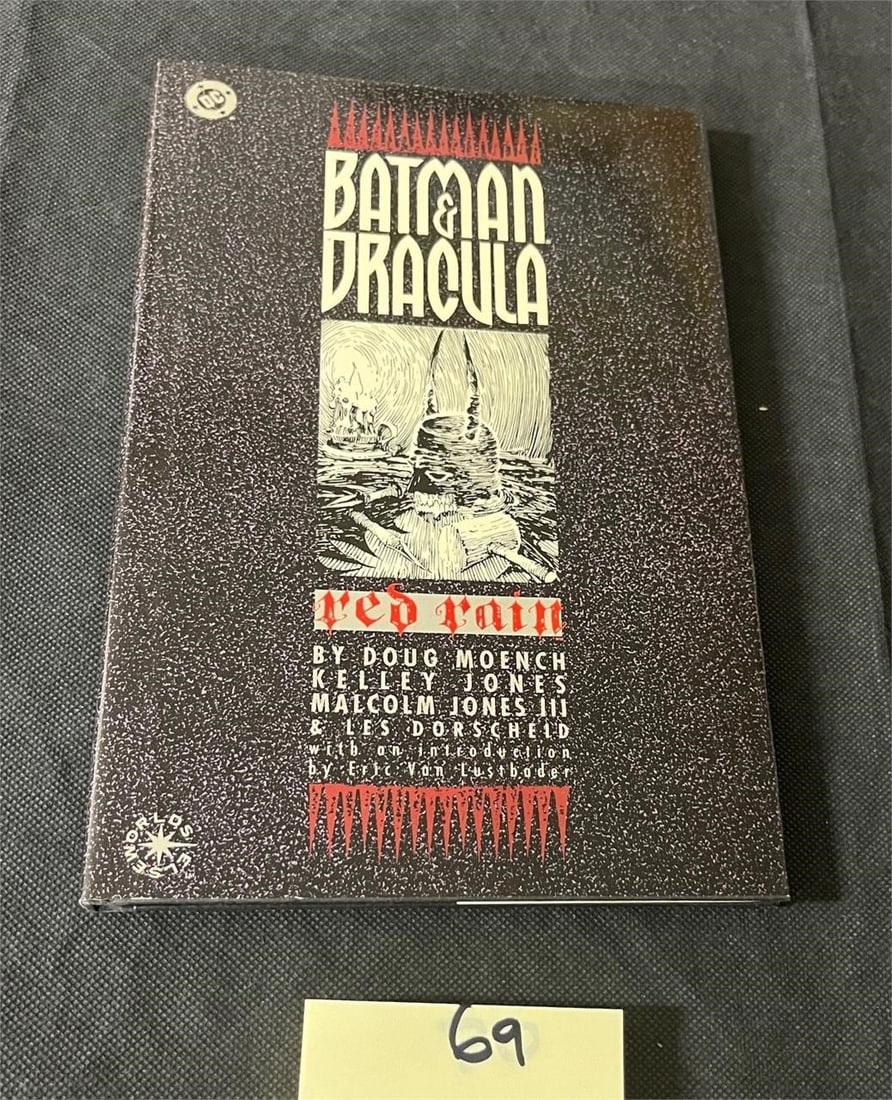 DC
BATMAN
&
DRACULA
red rain
BY DOUG MOENCH
KELLEY JONES
MALCOLM JONES III
& LES DORSCHEID
with an introduction
by Eric Van Lustbader
ELSEWORLDS
69